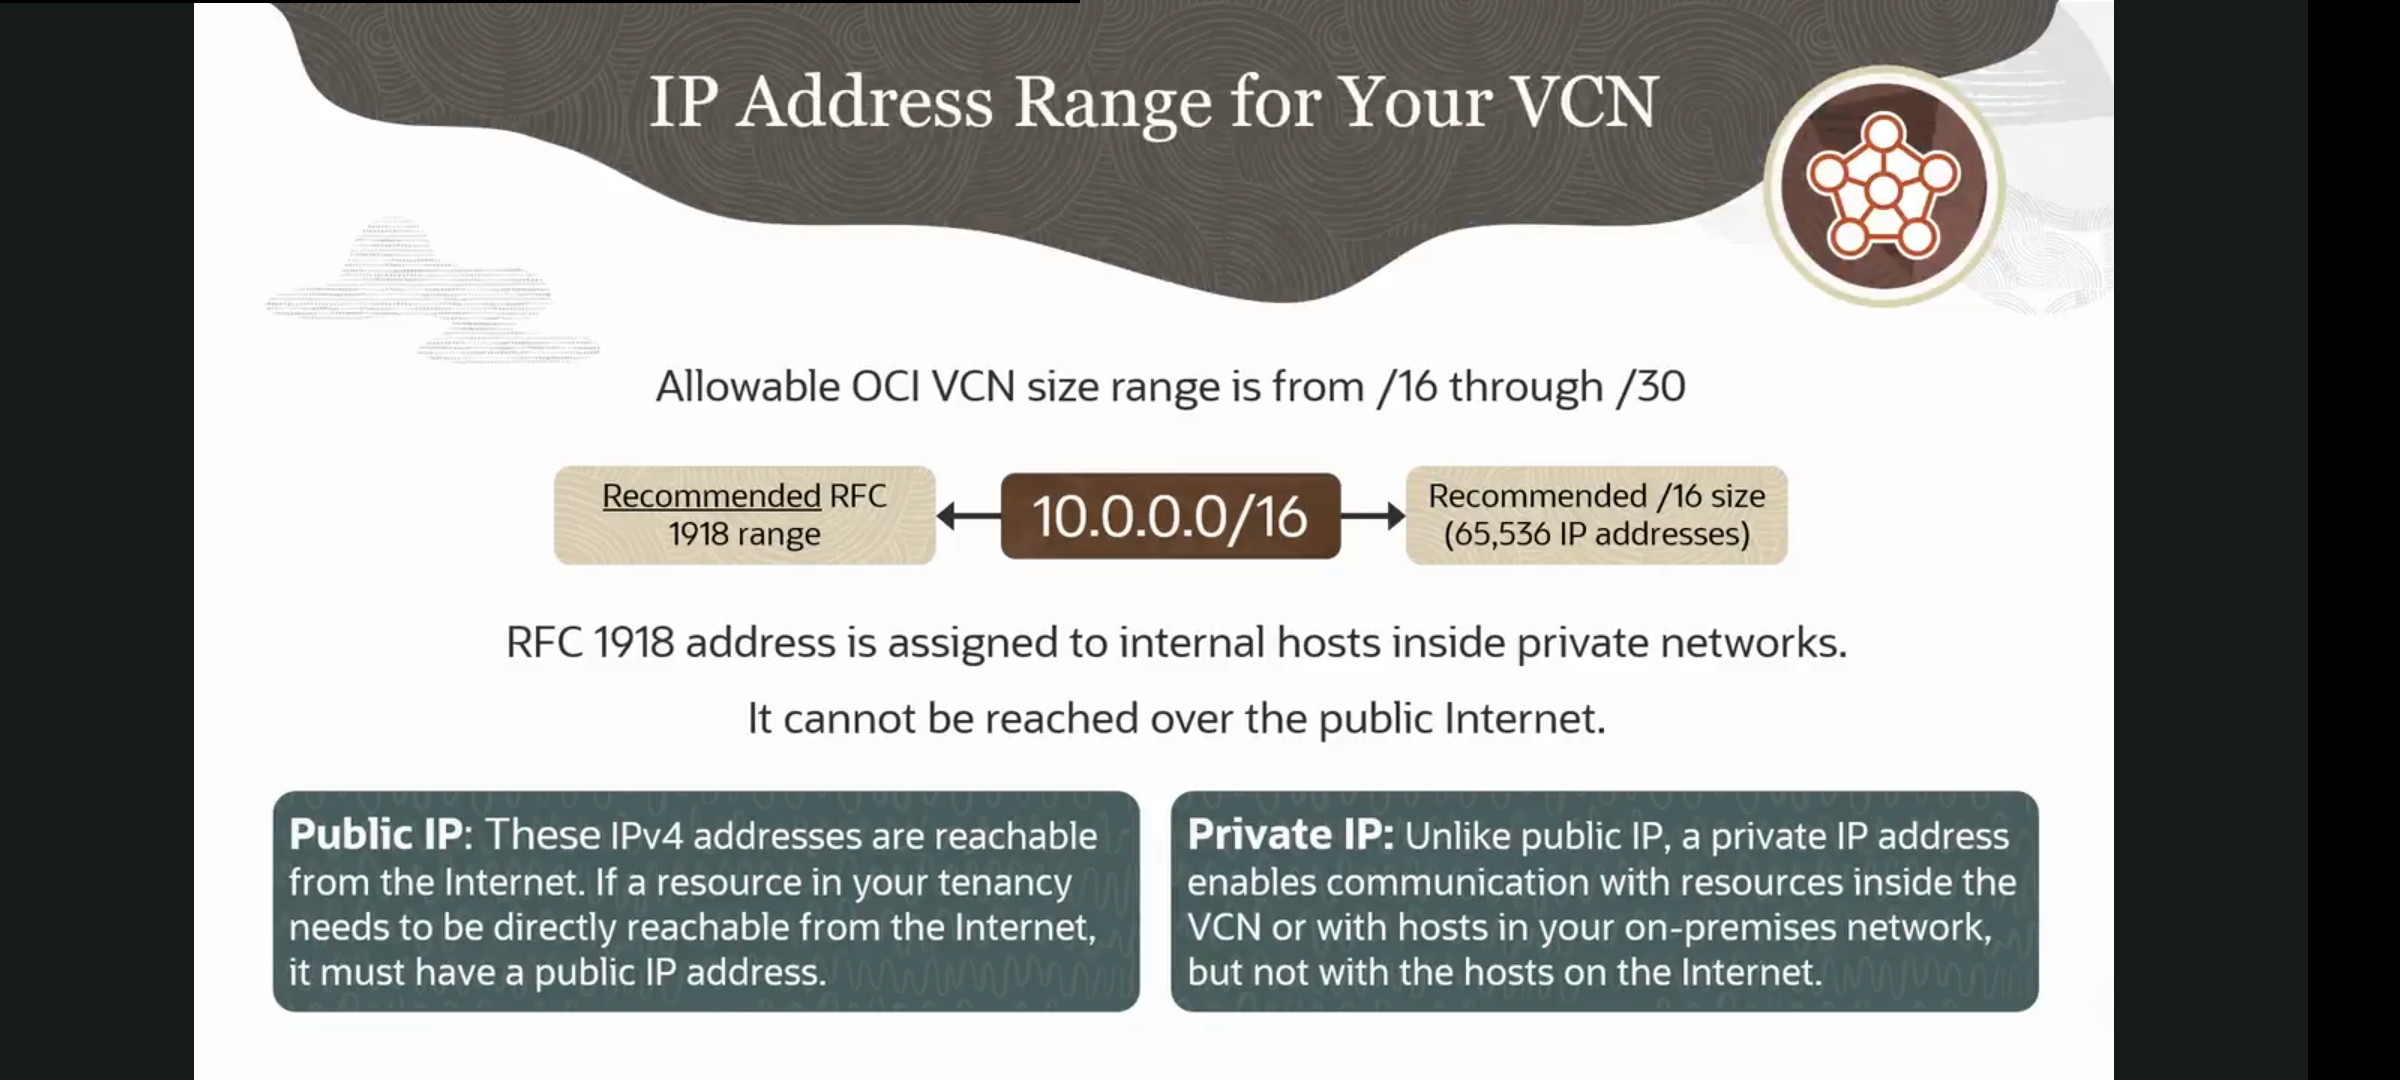 IP Address Range for Your VCN
Allowable OCI VCN size range is from /16 through /30
Recommended RFC
1918 range
10.0.0.0/16
Recommended /16 size
(65,536 IP addresses)
RFC 1918 address is assigned to internal hosts inside private networks.
It cannot be reached over the public Internet.
Public IP: These IPv4 addresses are reachable
from the Internet. If a resource in your tenancy
needs to be directly reachable from the Internet,
it must have a public IP address.
Private IP: Unlike public IP, a private IP address
enables communication with resources inside the
VCN or with hosts in your on-premises network,
but not with the hosts on the Internet.